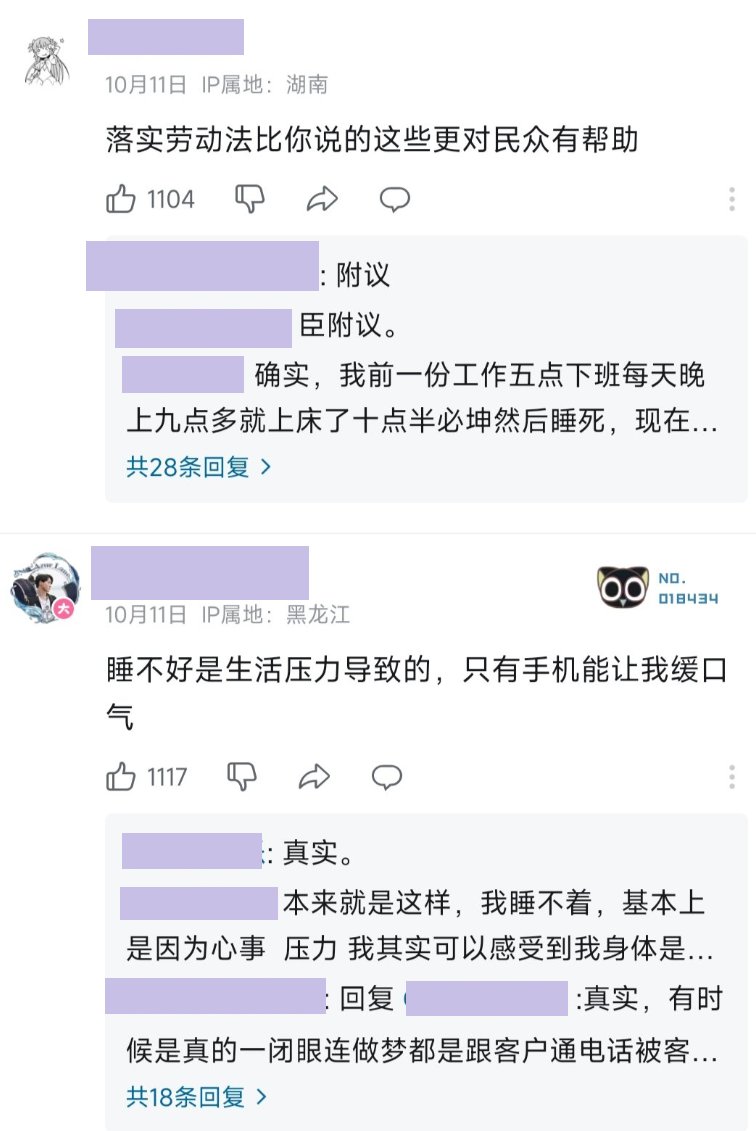 10月11日 IP属地：湖南
落实劳动法比你说的这些更对民众有帮助
1104
: 附议
臣附议。
确实，我前一份工作五点下班每天晚
上九点多就上床了十点半必坤然后睡死，现在...
共28条回复 >
NO.
018434
大
10月11日 IP属地：黑龙江
睡不好是生活压力导致的，只有手机能让我缓口
气
1117
: 真实。
本来就是这样，我睡不着，基本上
是因为心事 压力 我其实可以感受到我身体是...
: 回复 :真实，有时
候是真的一闭眼连做梦都是跟客户通电话被客...
共18条回复 >